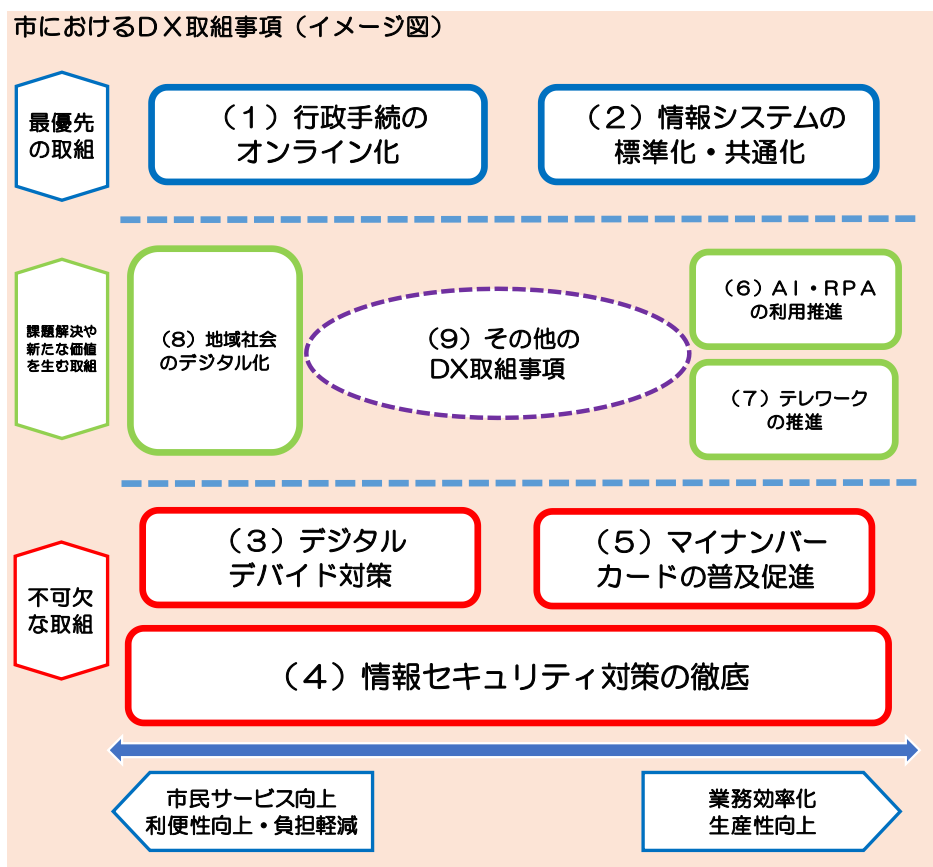 市におけるＤＸ取組事項（イメージ図）
最優先
の取組
（１）行政手続の
オンライン化
（２）情報システムの
標準化・共通化
課題解決や
新たな価値
を生む取組
（８）地域社会
のデジタル化
（９）その他の
DX取組事項
（６）ＡＩ・ＲＰＡ
の利用推進
（７）テレワーク
の推進
不可欠
な取組
（３）デジタル
デバイド対策
（５）マイナンバー
カードの普及促進
（４）情報セキュリティ対策の徹底
市民サービス向上
利便性向上・負担軽減
業務効率化
生産性向上